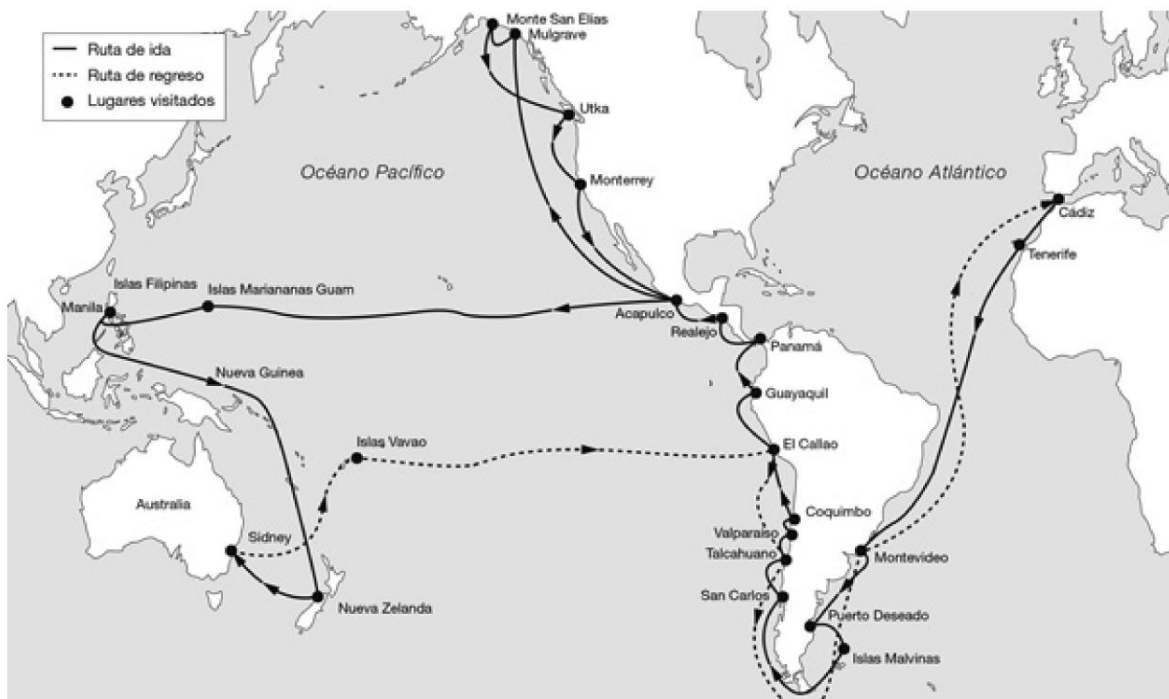 Ruta de ida
Ruta de regreso
Lugares visitados
Monte San Elías
Mulgrave
Utka
Océano Pacífico
Océano Atlántico
Monterrey
Cádiz
Tenerife
Islas Filipinas
Islas Mariananas Guam
Manila
Acapulco
Realejo
Panamá
Nueva Guinea
Guayaquil
Islas Vavao
El Callao
Australia
Coquimbo
Sidney
Valparaíso
Talcahuano
Montevideo
San Carlos
Nueva Zelanda
Puerto Deseado
Islas Malvinas